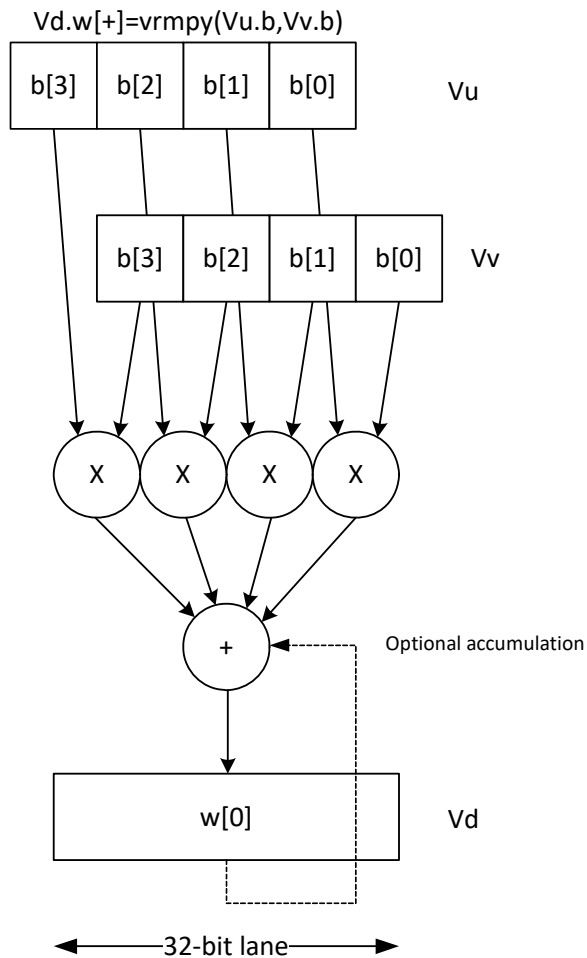 Vd.w[+]=vrmpy(Vu.b,Vv.b)
b[3] b[2] b[1] b[0] Vu
b[3] b[2] b[1] b[0] Vv
X X X X
+ Optional accumulation
w[0] Vd
32-bit lane